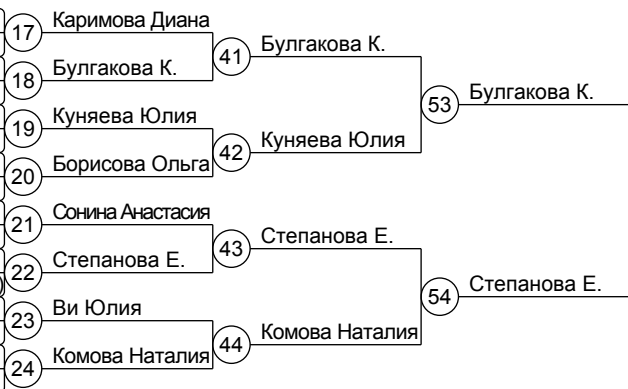 17 Каримова Диана
41 Булгакова К.
18 Булгакова К.
53 Булгакова К.
19 Куняева Юлия
42 Куняева Юлия
20 Борисова Ольга
21 Сонина Анастасия
43 Степанова Е.
22 Степанова Е.
)
54 Степанова Е.
23 Ви Юлия
44 Комова Наталия
24 Комова Наталия